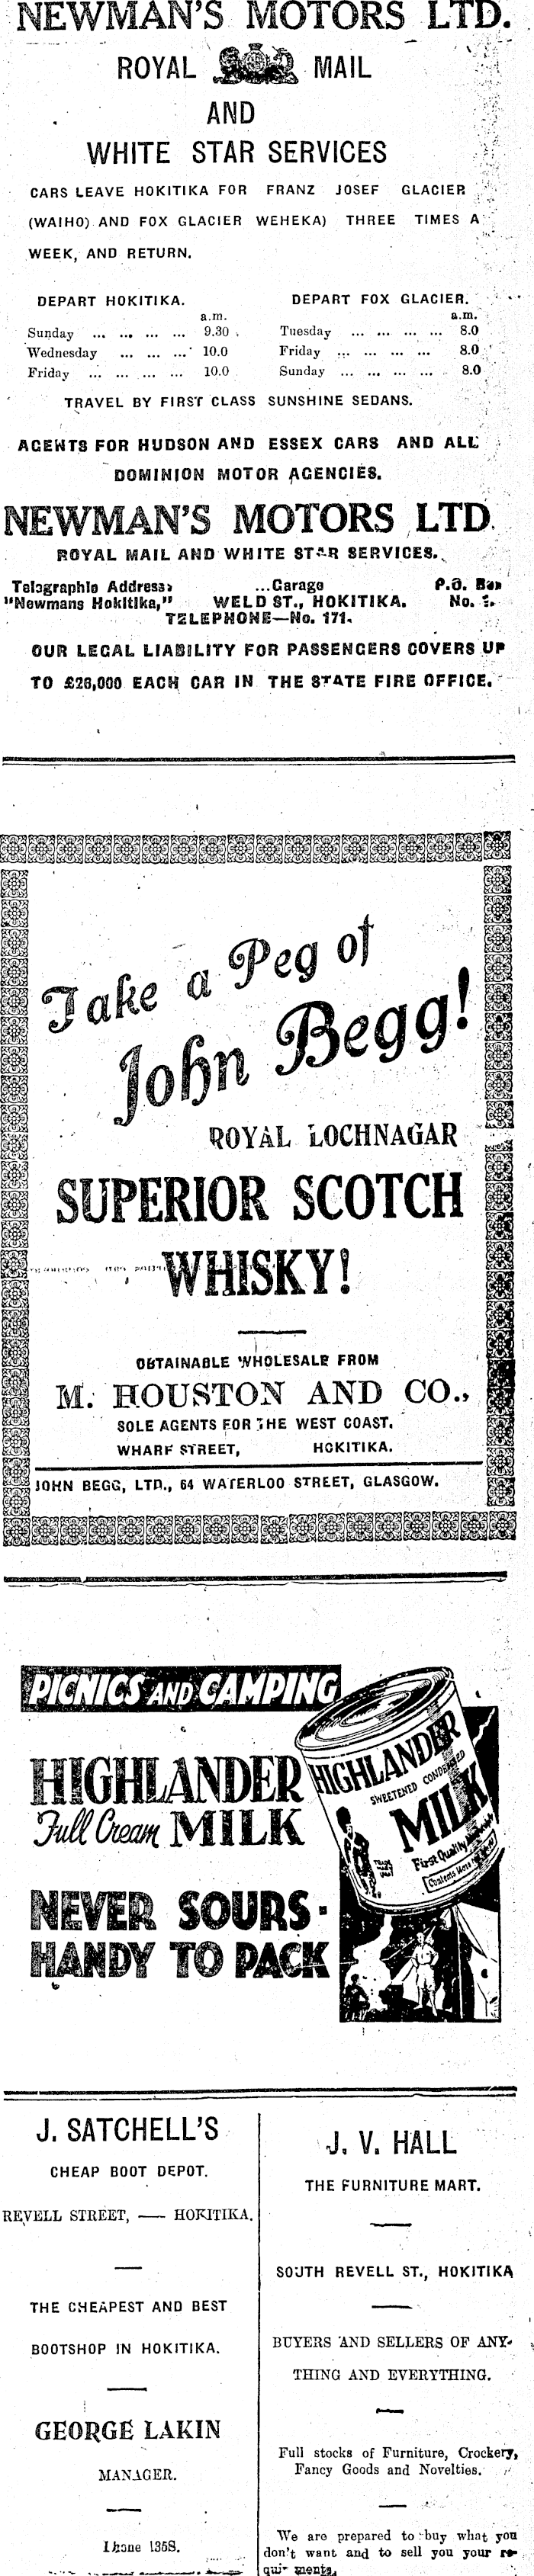 NEWMAN'S MOTORS LTD.
ROYAL MAIL
AND
WHITE STAR SERVICES
CARS LEAVE HOKITIKA FOR FRANZ JOSEF GLACIER
(WAIHO) AND FOX GLACIER WEHEKA) THREE TIMES A
WEEK, AND RETURN.
DEPART HOKITIKA.
a.m.
Sunday ... ... ... ... 9.30
Wednesday ... ... ... 10.0
Friday ... ... ... ... 10.0
DEPART FOX GLACIER.
a.m.
Tuesday ... ... ... ... 8.0
Friday ... ... ... ... 8.0
Sunday ... ... ... ... 8.0
TRAVEL BY FIRST CLASS SUNSHINE SEDANS.
AGENTS FOR HUDSON AND ESSEX CARS AND ALL
DOMINION MOTOR AGENCIES.
NEWMAN'S MOTORS LTD.
ROYAL MAIL AND WHITE STAR SERVICES.
Telegraphic Address: ...Garage P.O. Box
"Newmans Hokitika," WELD ST., HOKITIKA. No.
TELEPHONE—No. 171.
OUR LEGAL LIABILITY FOR PASSENGERS COVERS UP
TO £26,000 EACH CAR IN THE STATE FIRE OFFICE.
Take a Peg of
John Begg!
ROYAL LOCHNAGAR
SUPERIOR SCOTCH
WHISKY!
OBTAINABLE WHOLESALE FROM
M. HOUSTON AND CO.,
SOLE AGENTS FOR THE WEST COAST.
WHARF STREET, HOKITIKA.
JOHN BEGG, LTD., 64 WATERLOO STREET, GLASGOW.
PICNICS AND CAMPING
HIGHLANDER
Full Cream MILK
NEVER SOURS·
HANDY TO PACK
HIGHLANDER
SWEETENED CONDENSED
MILK
First Quality
J. SATCHELL'S
CHEAP BOOT DEPOT.
REVELL STREET, — HOKITIKA.
THE CHEAPEST AND BEST
BOOTSHOP IN HOKITIKA.
GEORGE LAKIN
MANAGER.
Phone 136S.
J. V. HALL
THE FURNITURE MART.
SOUTH REVELL ST., HOKITIKA
BUYERS AND SELLERS OF ANY-
THING AND EVERYTHING.
Full stocks of Furniture, Crockery,
Fancy Goods and Novelties.
We are prepared to buy what you
don't want and to sell you your re-
quirements.